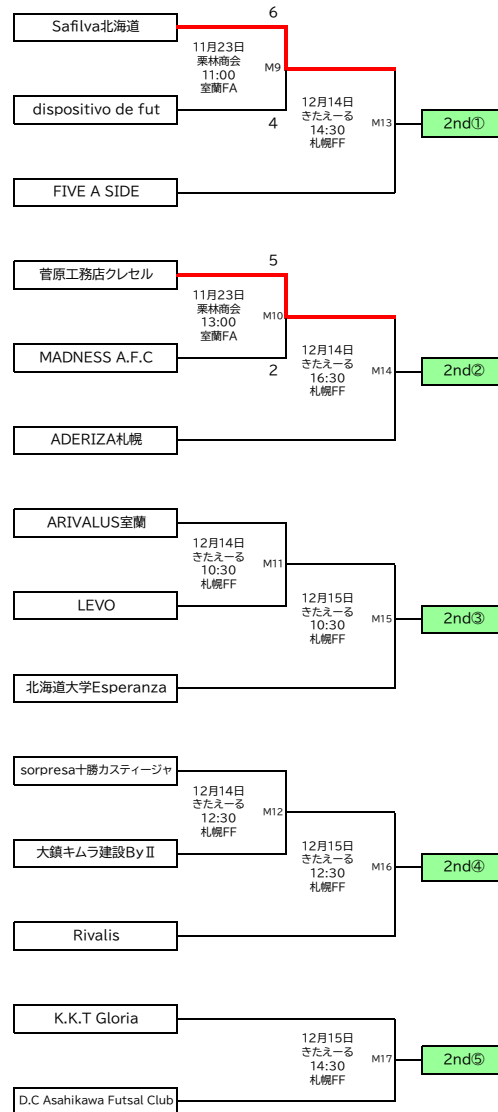 Safilva北海道
6
11月23日
栗林商会
11:00
室蘭FA
M9
dispositivo de fut
4
12月14日
きたえーる
14:30
札幌FF
M13
2nd①
FIVE A SIDE
菅原工務店クレセル
5
11月23日
栗林商会
13:00
室蘭FA
M10
MADNESS A.F.C
2
12月14日
きたえーる
16:30
札幌FF
M14
2nd②
ADERIZA札幌
ARIVALUS室蘭
12月14日
きたえーる
10:30
札幌FF
M11
LEVO
12月15日
きたえーる
10:30
札幌FF
M15
2nd③
北海道大学Esperanza
sorpresa十勝カスティージャ
12月14日
きたえーる
12:30
札幌FF
M12
大鎮キムラ建設ByⅡ
12月15日
きたえーる
12:30
札幌FF
M16
2nd④
Rivalis
K.K.T Gloria
12月15日
きたえーる
14:30
札幌FF
M17
2nd⑤
D.C Asahikawa Futsal Club